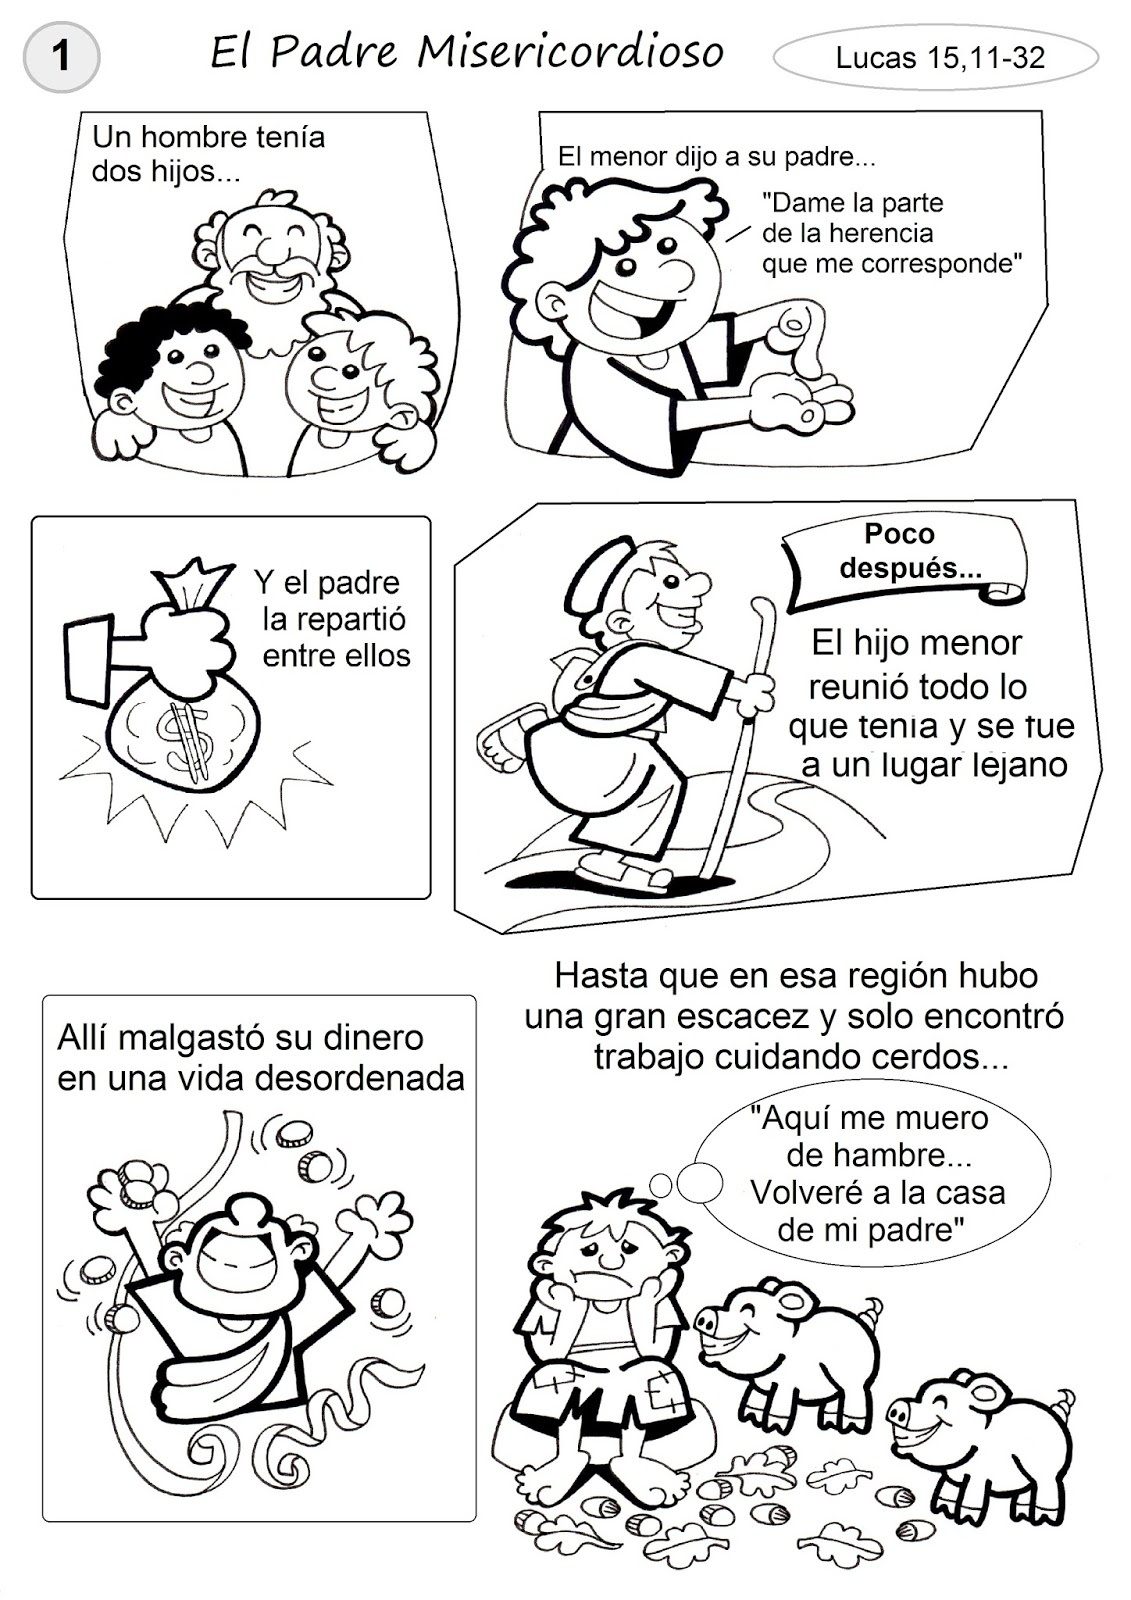 1
El Padre Misericordioso
Lucas 15,11-32
Un hombre tenía
dos hijos...
El menor dijo a su padre...
"Dame la parte
de la herencia
que me corresponde"
Y el padre
la repartió
entre ellos
$
Poco
después...
El hijo menor
reunió todo lo
que tenía y se fue
a un lugar lejano
Allí malgastó su dinero
en una vida desordenada
Hasta que en esa región hubo
una gran escacez y solo encontró
trabajo cuidando cerdos...
"Aquí me muero
de hambre...
Volveré a la casa
de mi padre"